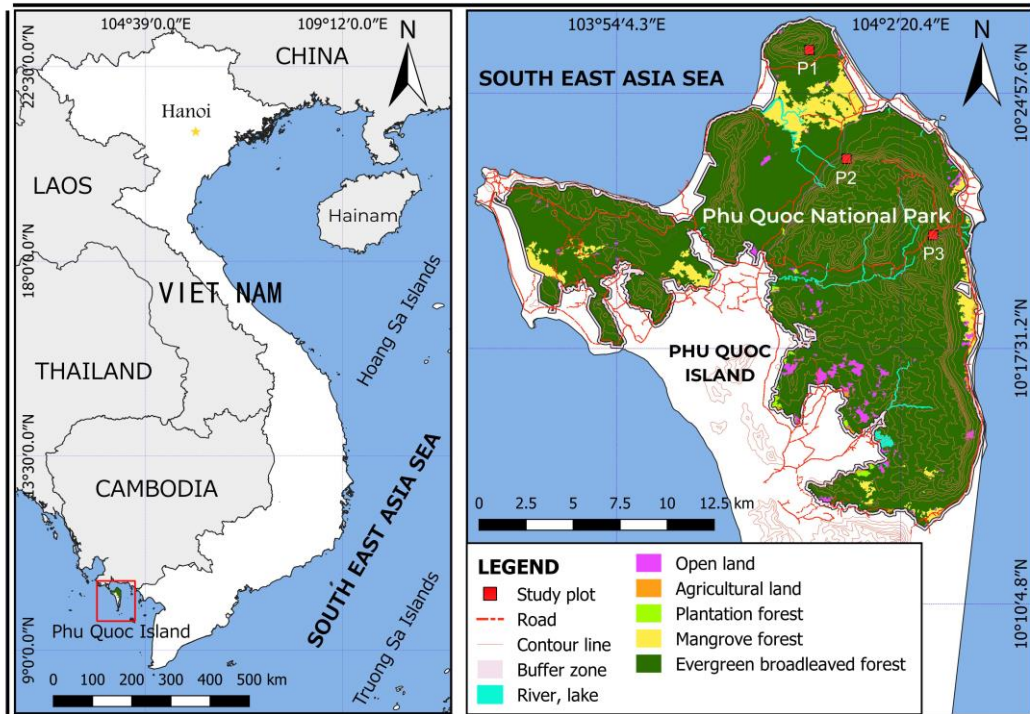 104°39'0.0"E
109°12'0.0"E
22°30'0.0"N
18°0'0.0"N
13°30'0.0"N
9°0'0.0"N
N
CHINA
Hanoi
LAOS
Hainam
VIET NAM
Hoang Sa Islands
THAILAND
CAMBODIA
SOUTH EAST ASIA SEA
Phu Quoc Island
Truong Sa Islands
0 100 200 300 400 500 km
103°54'4.3"E
104°2'20.4"E
10°24'57.6"N
10°17'31.2"N
10°10'4.8"N
N
SOUTH EAST ASIA SEA
P1
P2
Phu Quoc National Park
P3
PHU QUOC
ISLAND
0 2.5 5 7.5 10 12.5 km
LEGEND
Study plot
Road
Contour line
Buffer zone
River, lake
Open land
Agricultural land
Plantation forest
Mangrove forest
Evergreen broadleaved forest